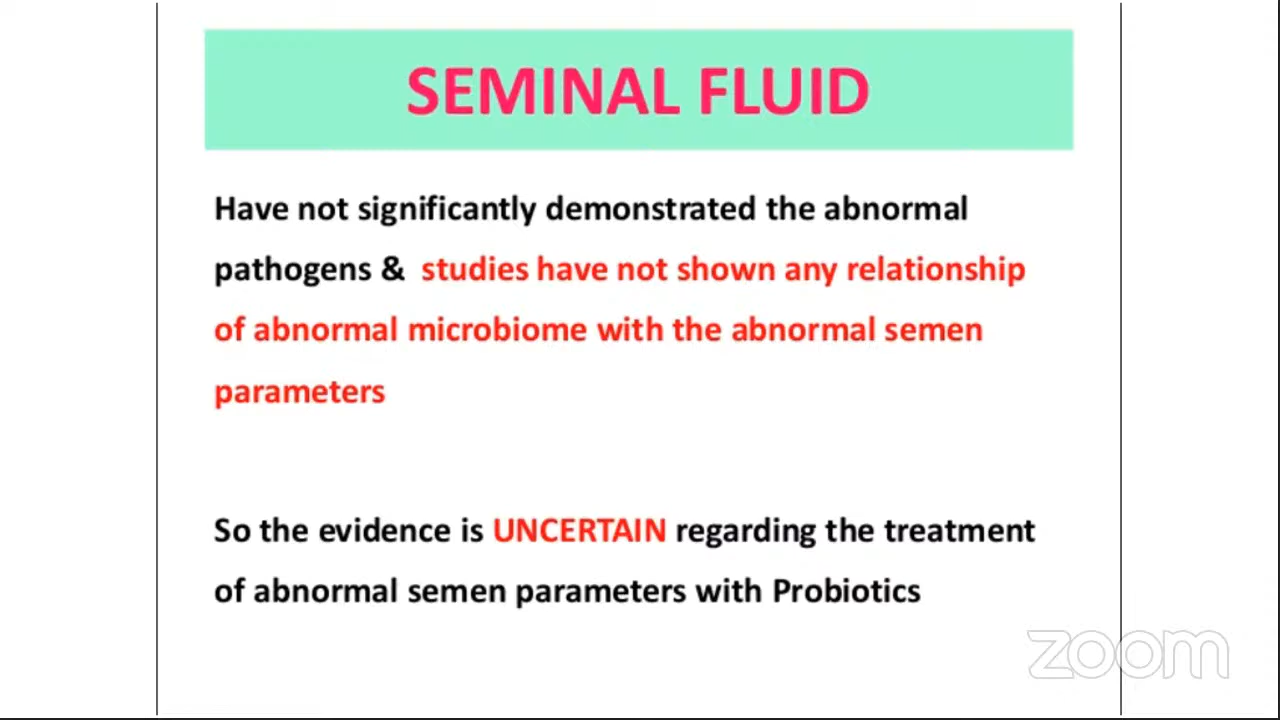 SEMINAL FLUID
Have not significantly demonstrated the abnormal
pathogens & studies have not shown any relationship
of abnormal microbiome with the abnormal semen
parameters
So the evidence is UNCERTAIN regarding the treatment
of abnormal semen parameters with Probiotics
zoom